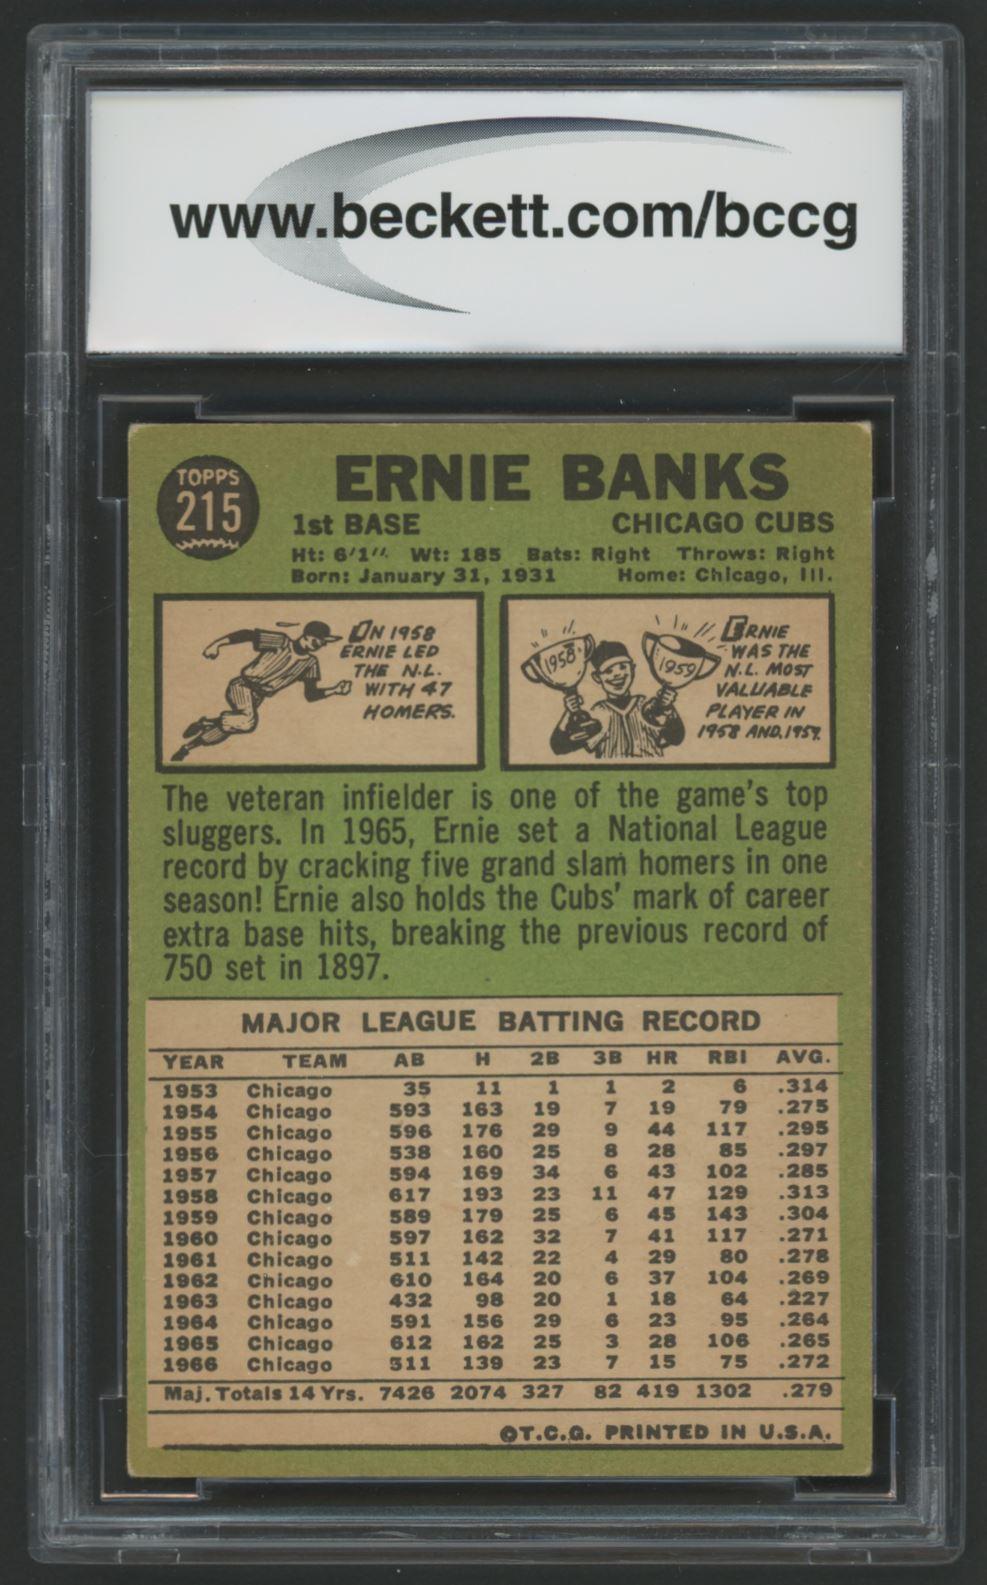 www.beckett.com/bccg
TOPPS
215
ERNIE BANKS
1st BASE CHICAGO CUBS
Ht: 6'1" Wt: 185 Bats: Right Throws: Right
Born: January 31, 1931 Home: Chicago, Ill.
ON 1958
ERNIE LED
THE N.L.
WITH 47
HOMERS.
1958
1959
ERNIE
WAS THE
N.L. MOST
VALUABLE
PLAYER IN
1958 AND 1959.
The veteran infielder is one of the game's top
sluggers. In 1965, Ernie set a National League
record by cracking five grand slam homers in one
season! Ernie also holds the Cubs' mark of career
extra base hits, breaking the previous record of
750 set in 1897.
MAJOR LEAGUE BATTING RECORD
YEAR TEAM AB H 2B 3B HR RBI AVG.
1953 Chicago 35 11 1 1 2 6 .314
1954 Chicago 593 163 19 7 19 79 .275
1955 Chicago 596 176 29 9 44 117 .295
1956 Chicago 538 160 25 8 28 85 .297
1957 Chicago 594 169 34 6 43 102 .285
1958 Chicago 617 193 23 11 47 129 .313
1959 Chicago 589 179 25 6 45 143 .304
1960 Chicago 597 162 32 7 41 117 .271
1961 Chicago 511 142 22 4 29 80 .278
1962 Chicago 610 164 20 6 37 104 .269
1963 Chicago 432 98 20 1 18 64 .227
1964 Chicago 591 156 29 6 23 95 .264
1965 Chicago 612 162 25 3 28 106 .265
1966 Chicago 511 139 23 7 15 75 .272
Maj. Totals 14 Yrs. 7426 2074 327 82 419 1302 .279
©T.C.G. PRINTED IN U.S.A.